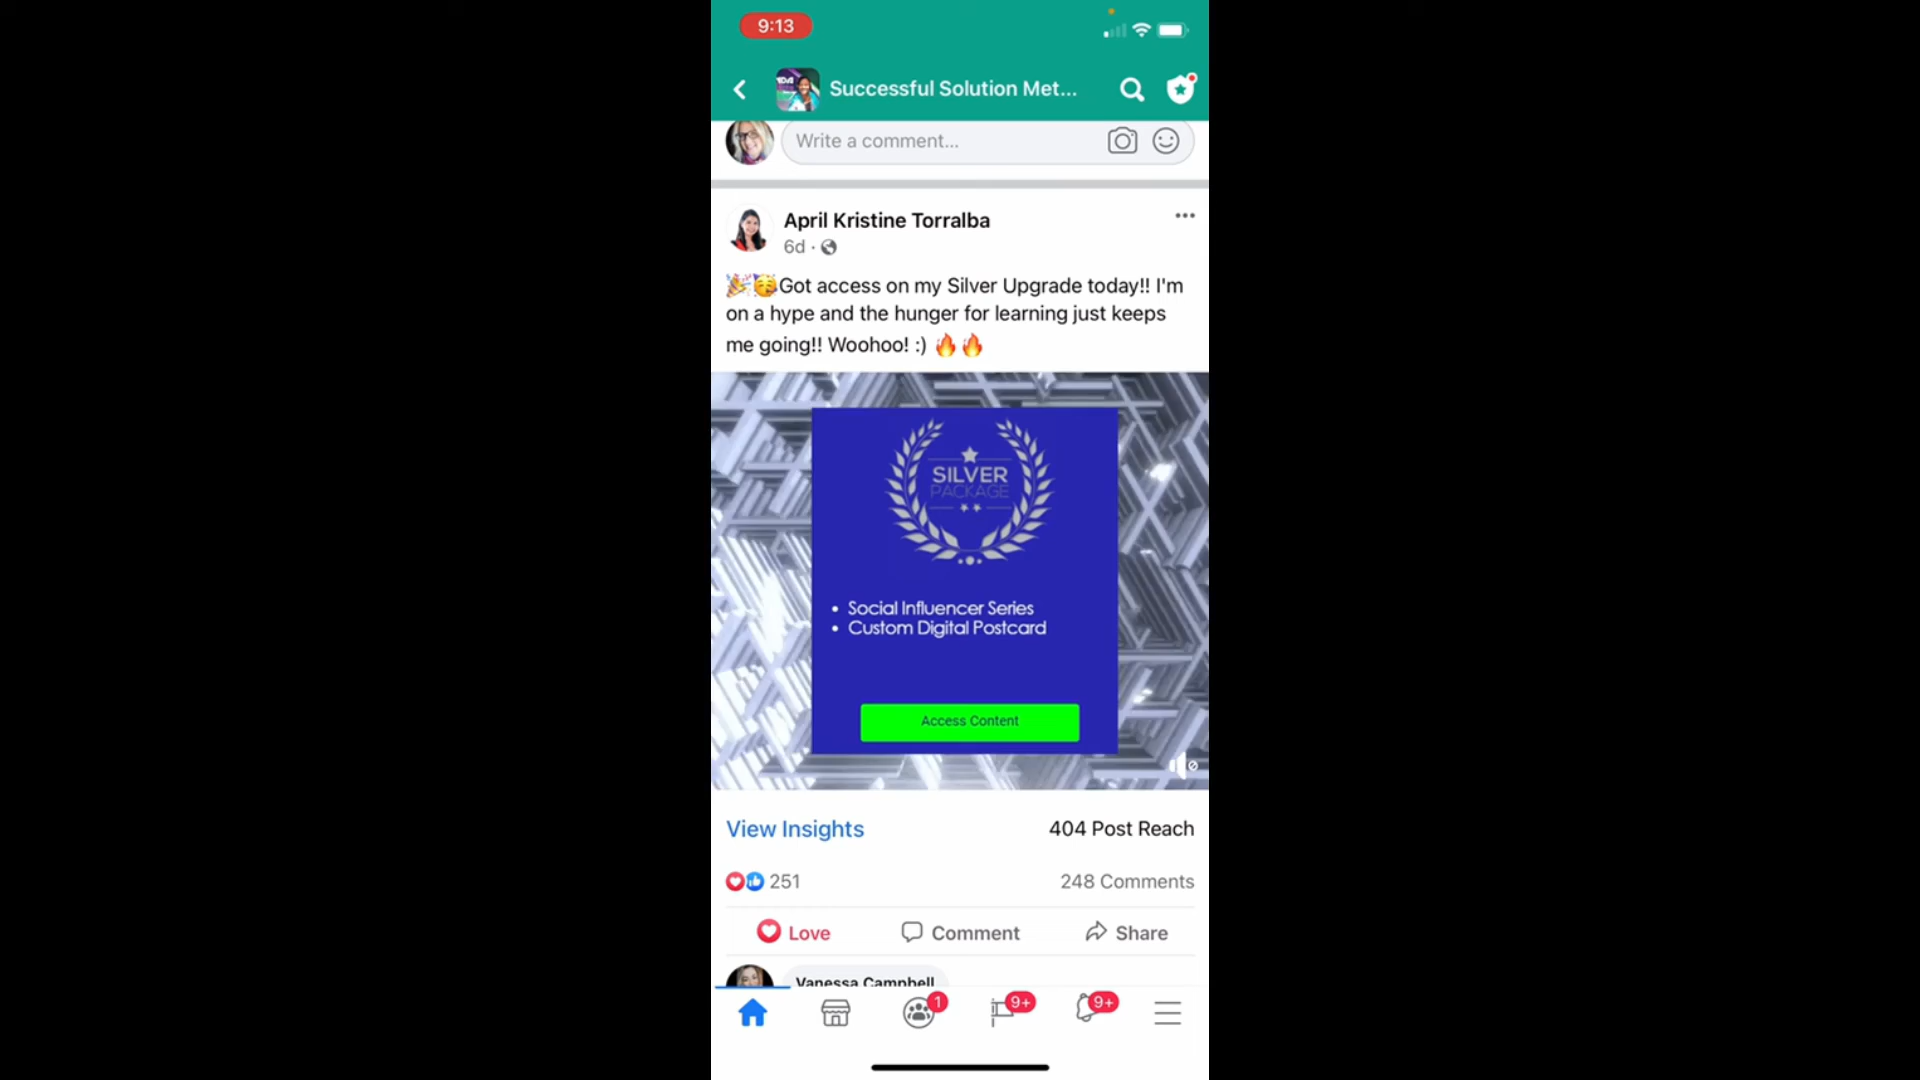 9:13
Successful Solution Met...
Write a comment...
April Kristine Torralba
6d ·
🎉🥳Got access on my Silver Upgrade today!! I'm
on a hype and the hunger for learning just keeps
me going!! Woohoo! :) 🔥🔥
SILVER
PACKAGE
• Social Influencer Series
• Custom Digital Postcard
Access Content
View Insights
404 Post Reach
251
248 Comments
Love
Comment
Share
Vanessa Campbell
1
9+
9+